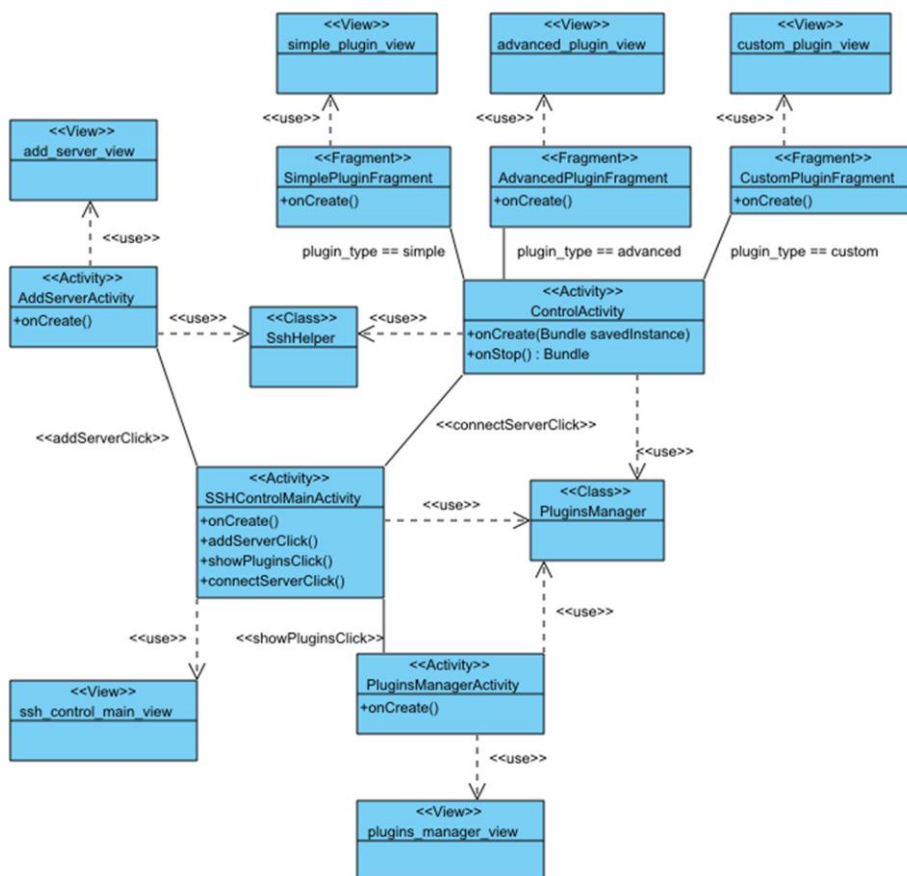 <<View>>
simple_plugin_view
<<View>>
advanced_plugin_view
<<View>>
custom_plugin_view
<<use>>
<<use>>
<<use>>
<<View>>
add_server_view
<<Fragment>>
SimplePluginFragment
+onCreate()
<<Fragment>>
AdvancedPluginFragment
+onCreate()
<<Fragment>>
CustomPluginFragment
+onCreate()
<<use>>
plugin_type == simple
plugin_type == advanced
plugin_type == custom
<<Activity>>
AddServerActivity
+onCreate()
<<use>>
<<Class>>
SshHelper
<<use>>
<<Activity>>
ControlActivity
+onCreate(Bundle savedInstance)
+onStop() : Bundle
<<addServerClick>>
<<connectServerClick>>
<<use>>
<<Activity>>
SSHControlMainActivity
+onCreate()
+addServerClick()
+showPluginsClick()
+connectServerClick()
<<use>>
<<Class>>
PluginsManager
<<use>>
<<showPluginsClick>>
<<use>>
<<View>>
ssh_control_main_view
<<Activity>>
PluginsManagerActivity
+onCreate()
<<use>>
<<View>>
plugins_manager_view